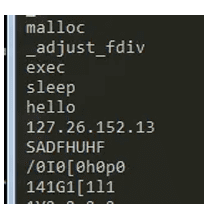 malloc
_adjust_fdiv
exec
sleep
hello
127.26.152.13
SADFHUHF
/0I0[0h0p0
141G1[1l1